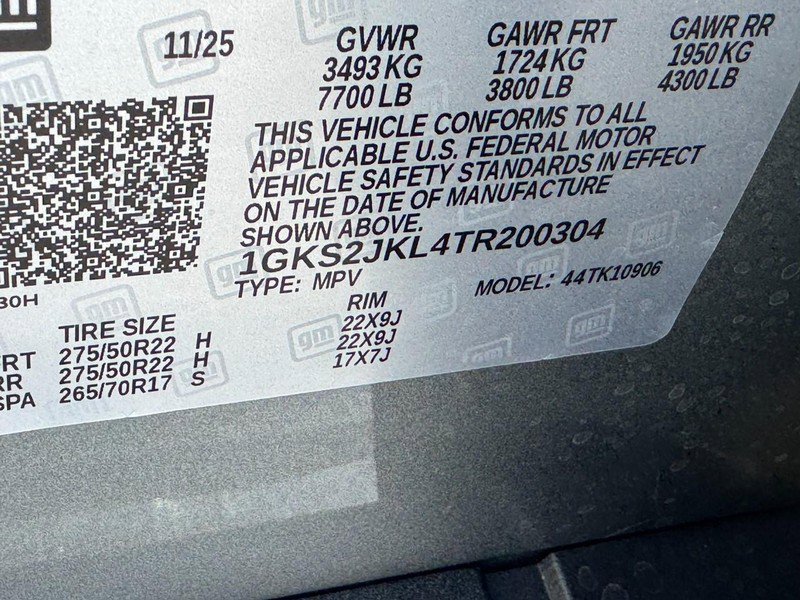 gm
11/25 GVWR GAWR FRT GAWR RR
3493 KG 1724 KG 1950 KG
7700 LB 3800 LB 4300 LB
THIS VEHICLE CONFORMS TO ALL
APPLICABLE U.S. FEDERAL MOTOR
VEHICLE SAFETY STANDARDS IN EFFECT
ON THE DATE OF MANUFACTURE
SHOWN ABOVE.
1GKS2JKL4TR200304
TYPE: MPV MODEL: 44TK10906
30H
TIRE SIZE RIM
FRT 275/50R22 H 22X9J
RR 275/50R22 H 22X9J
SPA 265/70R17 S 17X7J